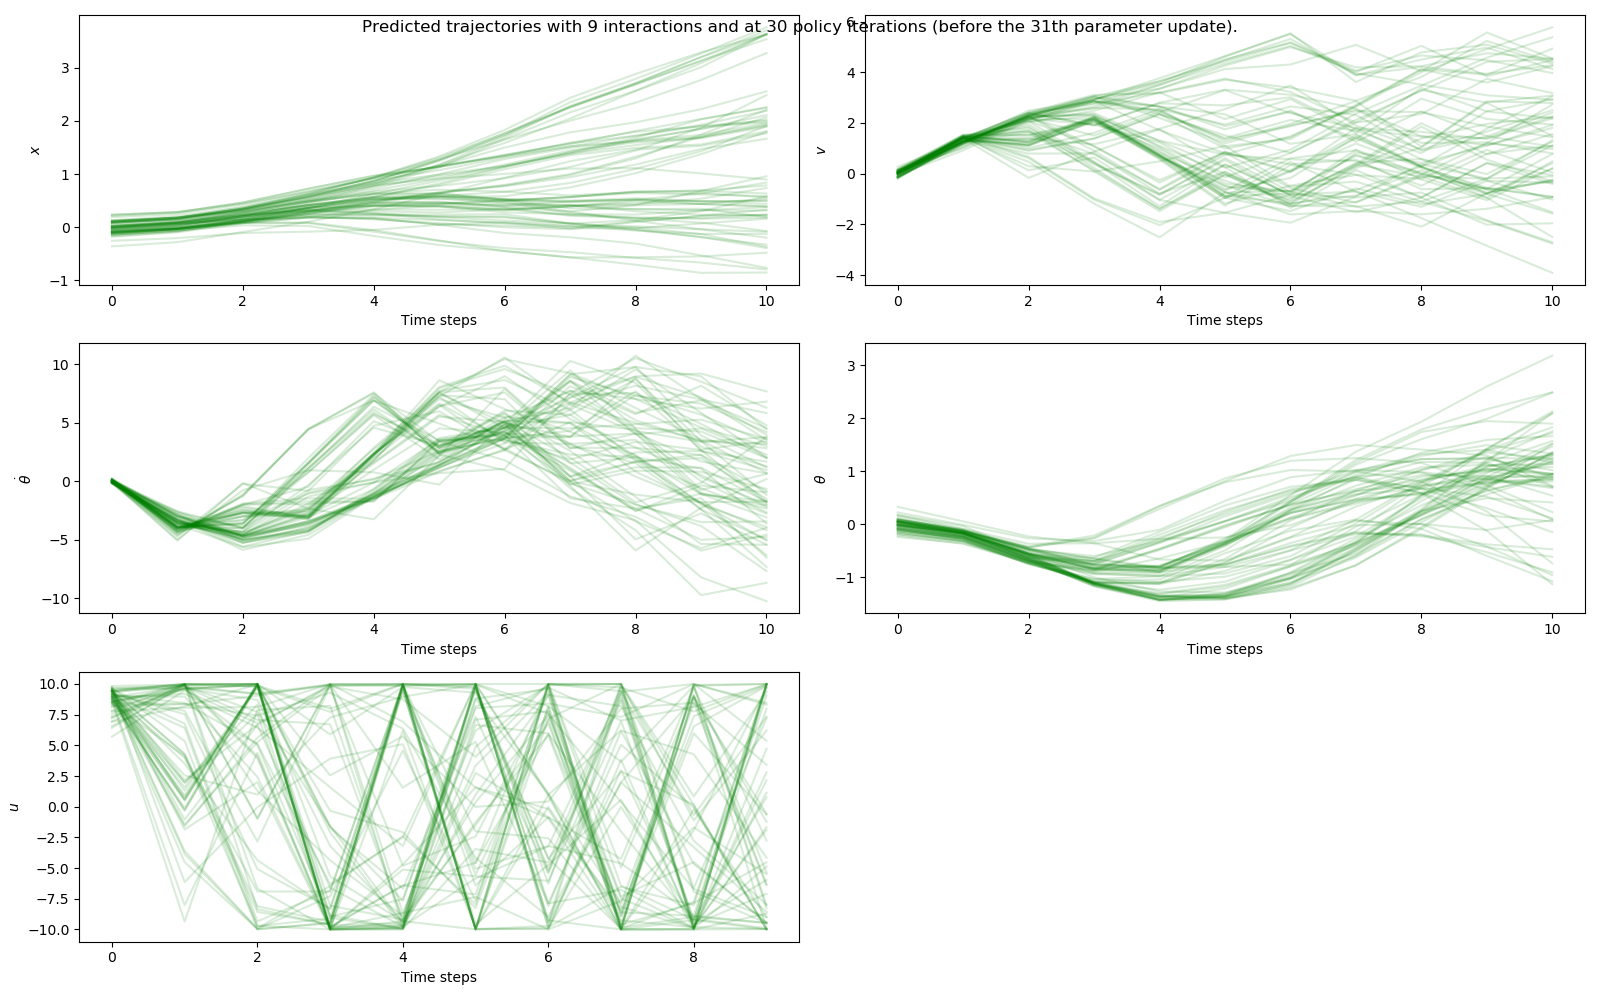 Predicted trajectories with 9 interactions and at 30 policy iterations (before the 31th parameter update).
x
3
2
1
0
−1
0 2 4 6 8 10
Time steps
v
6
4
2
0
−2
−4
0 2 4 6 8 10
Time steps
θ̇
10
5
0
−5
−10
0 2 4 6 8 10
Time steps
θ
3
2
1
0
−1
0 2 4 6 8 10
Time steps
u
10.0
7.5
5.0
2.5
0.0
−2.5
−5.0
−7.5
−10.0
0 2 4 6 8
Time steps